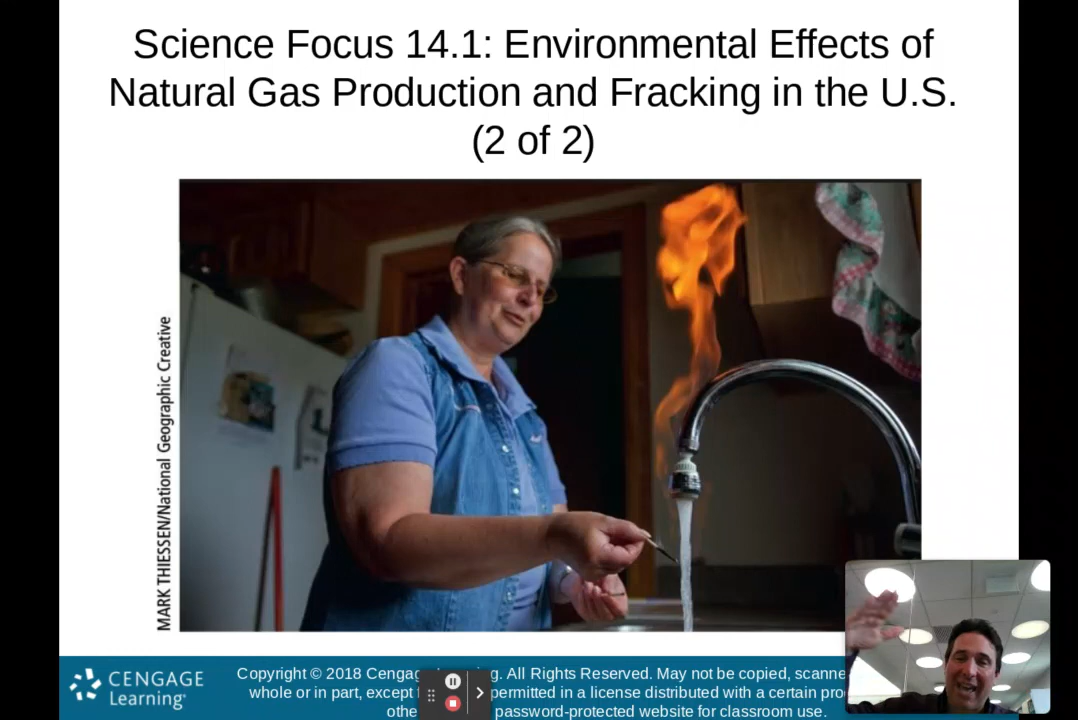 Science Focus 14.1: Environmental Effects of
Natural Gas Production and Fracking in the U.S.
(2 of 2)
MARK THIESSEN/National Geographic Creative
CENGAGE
Learning
Copyright © 2018 Cengag g. All Rights Reserved. May not be copied, scanne
whole or in part, except permitted in a license distributed with a certain pro
othe password-protected website for classroom use.